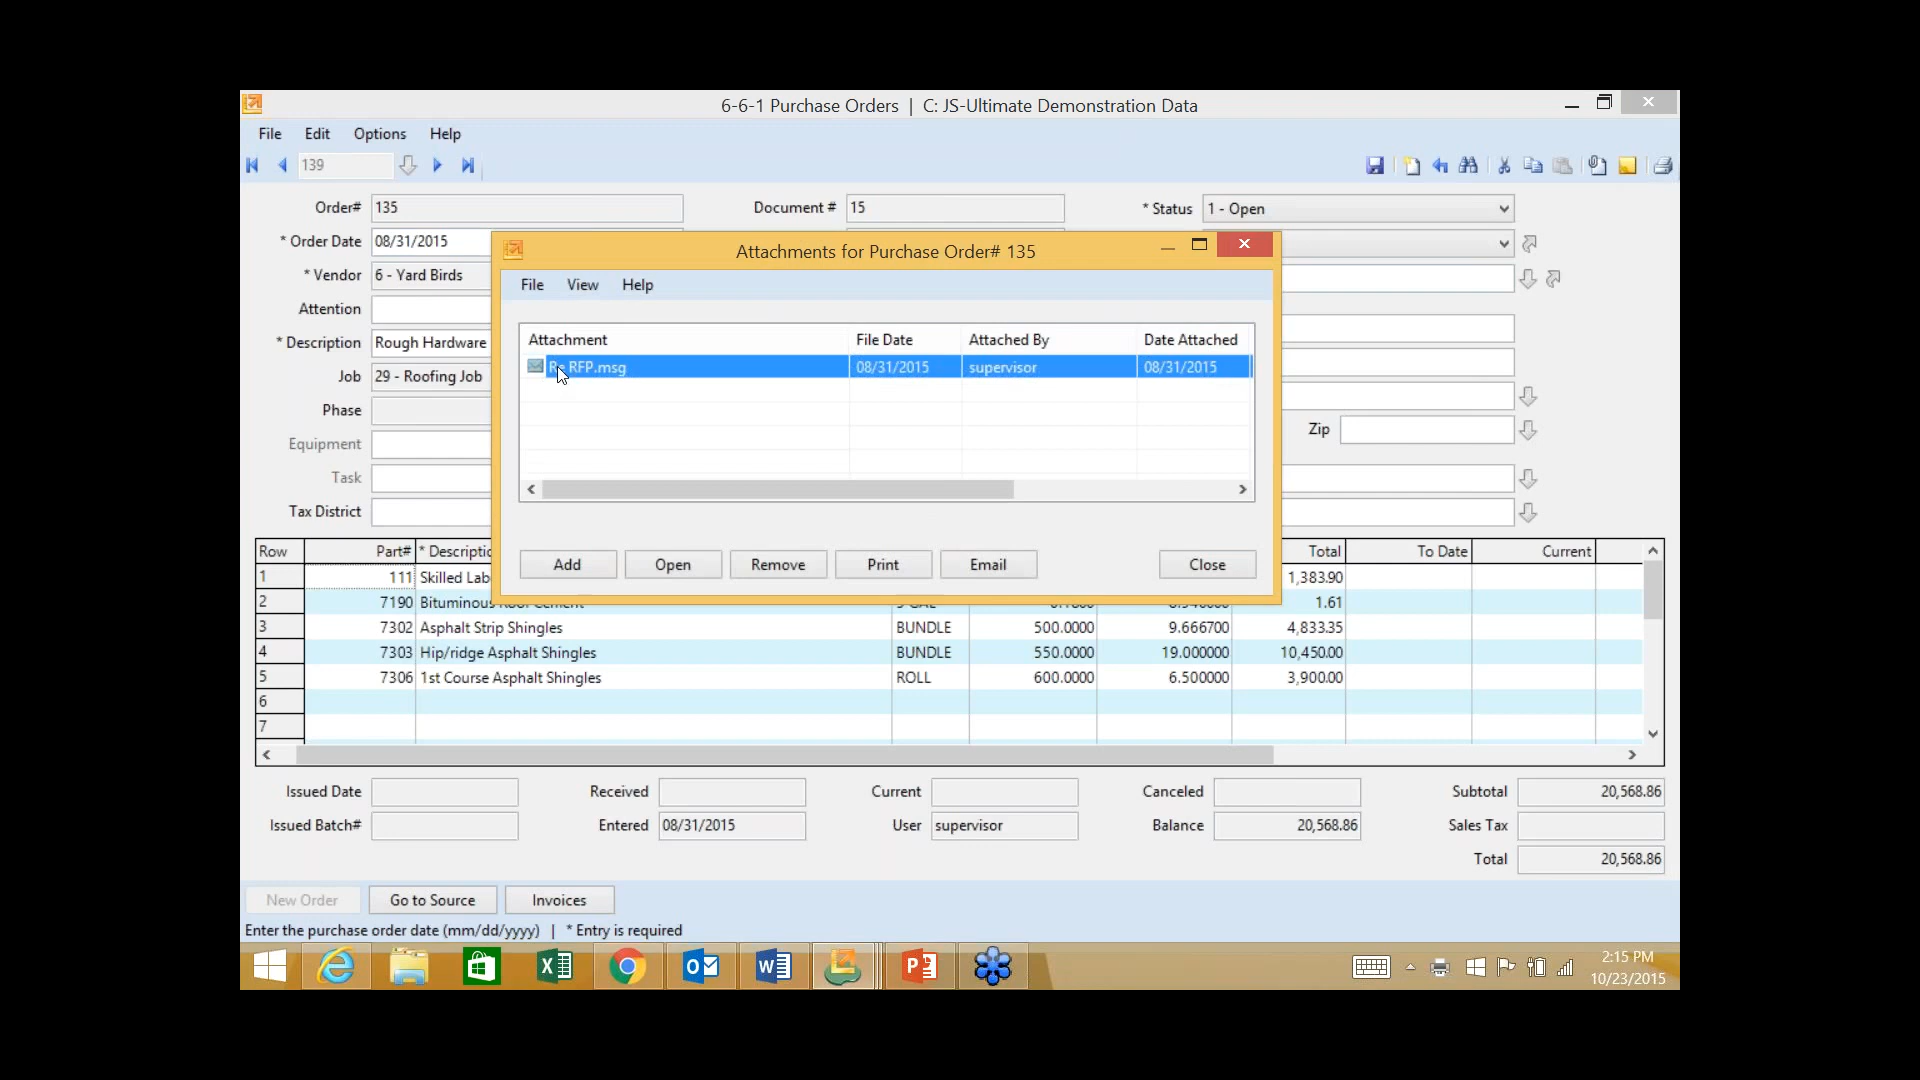 6-6-1 Purchase Orders | C: JS-Ultimate Demonstration Data
File Edit Options Help
139
Order# 135 Document # 15 * Status 1 - Open
* Order Date 08/31/2015
Attachments for Purchase Order# 135
* Vendor 6 - Yard Birds
File View Help
Attention
* Description Rough Hardware
Attachment File Date Attached By Date Attached
RFP.msg 08/31/2015 supervisor 08/31/2015
Job 29 - Roofing Job
Phase
Zip
Equipment
Task
Tax District
Row Part# * Descriptio Total To Date Current
Add Open Remove Print Email Close
1 111 Skilled Lab 1,383.90
2 7190 Bituminous 1.61
3 7302 Asphalt Strip Shingles BUNDLE 500.0000 9.666700 4,833.35
4 7303 Hip/ridge Asphalt Shingles BUNDLE 550.0000 19.000000 10,450.00
5 7306 1st Course Asphalt Shingles ROLL 600.0000 6.500000 3,900.00
6
7
Issued Date Received Current Canceled Subtotal 20,568.86
Issued Batch# Entered 08/31/2015 User supervisor Balance 20,568.86 Sales Tax
Total 20,568.86
New Order Go to Source Invoices
Enter the purchase order date (mm/dd/yyyy) | * Entry is required
2:15 PM
10/23/2015